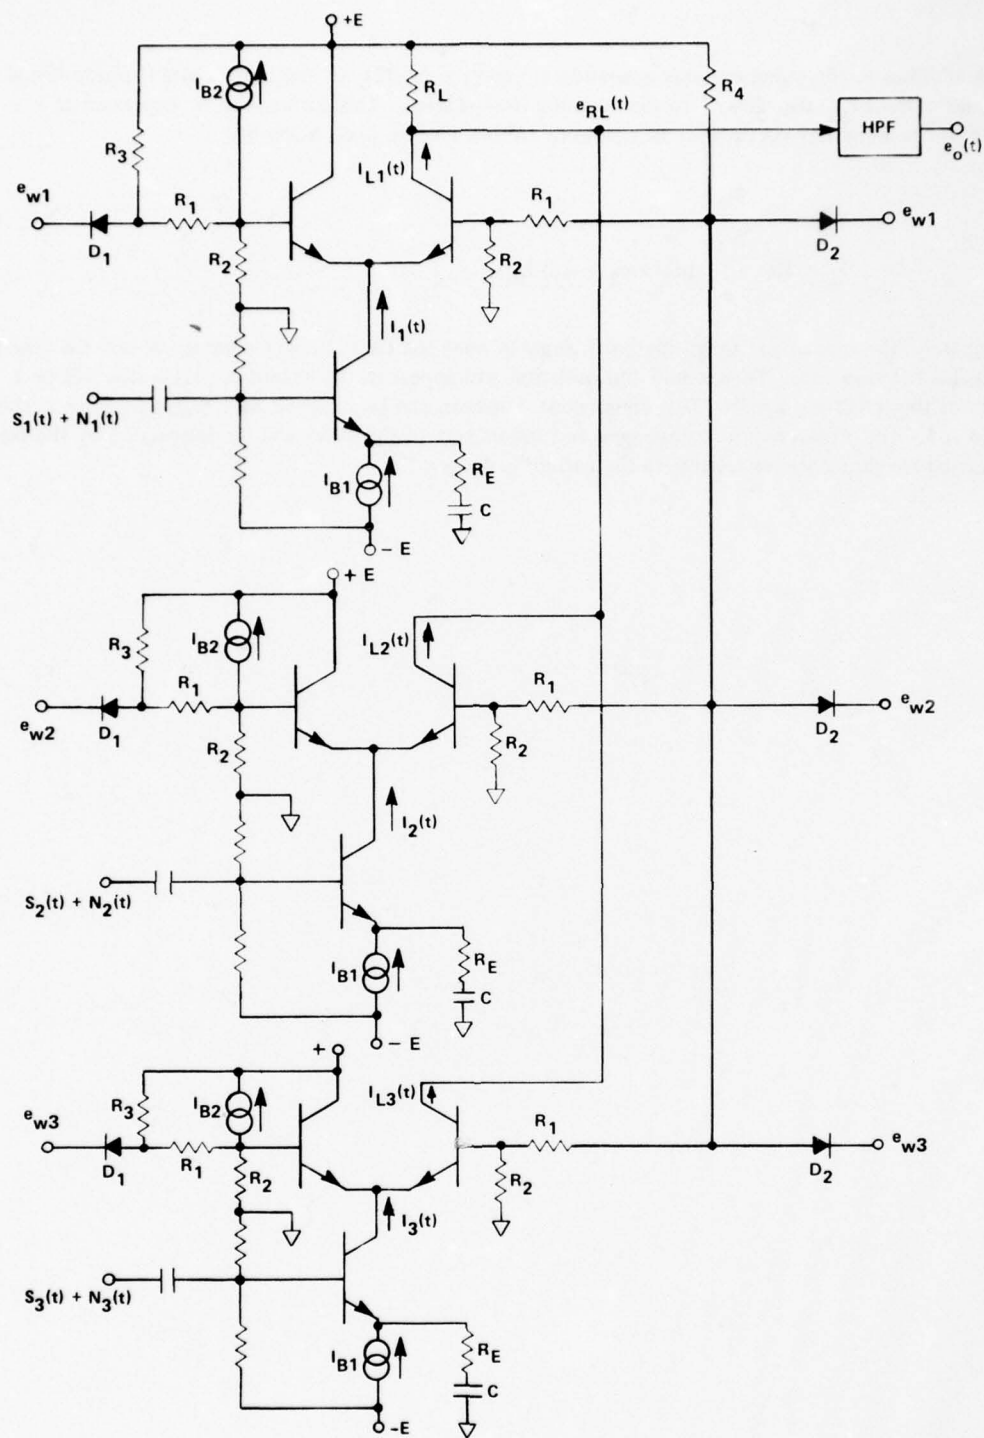 +E
I_B2
R_L
e_RL(t)
R_4
HPF
e_o(t)
R_3
I_L1(t)
e_w1
R_1
R_1
e_w1
D_1
R_2
R_2
D_2
I_1(t)
S_1(t) + N_1(t)
R_E
I_B1
C
- E
+ E
I_B2
R_3
I_L2(t)
R_1
R_1
e_w2
e_w2
D_1
R_2
R_2
D_2
I_2(t)
S_2(t) + N_2(t)
R_E
I_B1
C
- E
+
I_L3(t)
R_3
I_B2
e_w3
R_1
e_w3
D_1
R_1
R_2
R_2
D_2
I_3(t)
S_3(t) + N_3(t)
I_B1
R_E
C
-E